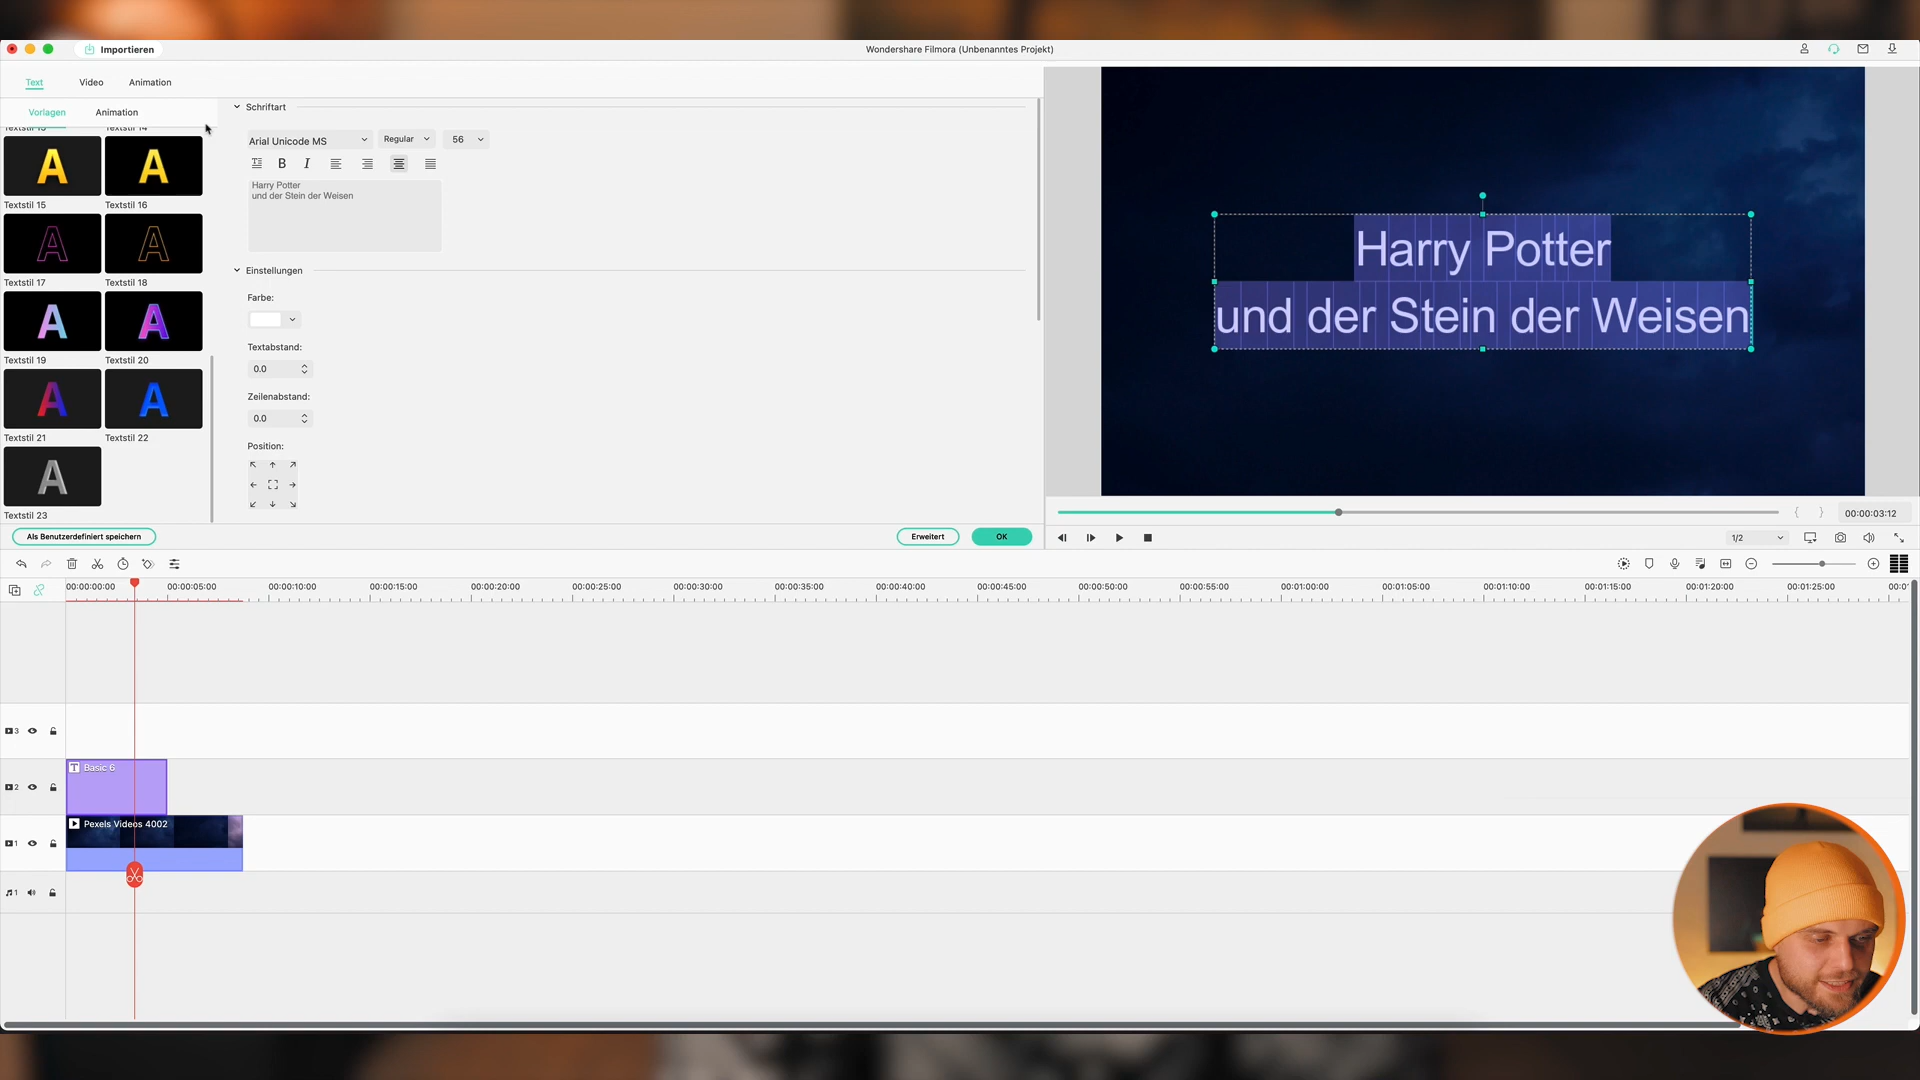 Importieren
Wondershare Filmora (Unbenanntes Projekt)
Text Video Animation
Vorlagen Animation
Textstil 13 Textstil 14
Textstil 15 Textstil 16
Textstil 17 Textstil 18
Textstil 19 Textstil 20
Textstil 21 Textstil 22
Textstil 23
Als Benutzerdefiniert speichern
Schriftart
Arial Unicode MS Regular 56
B I
Harry Potter
und der Stein der Weisen
Einstellungen
Farbe:
Textabstand:
0.0
Zeilenabstand:
0.0
Position:
Erweitert OK
Harry Potter
und der Stein der Weisen
{ } 00:00:03:12
1/2
00:00:00:00 00:00:05:00 00:00:10:00 00:00:15:00 00:00:20:00 00:00:25:00 00:00:30:00 00:00:35:00 00:00:40:00 00:00:45:00 00:00:50:00 00:00:55:00 00:01:00:00 00:01:05:00 00:01:10:00 00:01:15:00 00:01:20:00 00:01:25:00
3
2 T Basic 6
1 Pexels Videos 4002
1